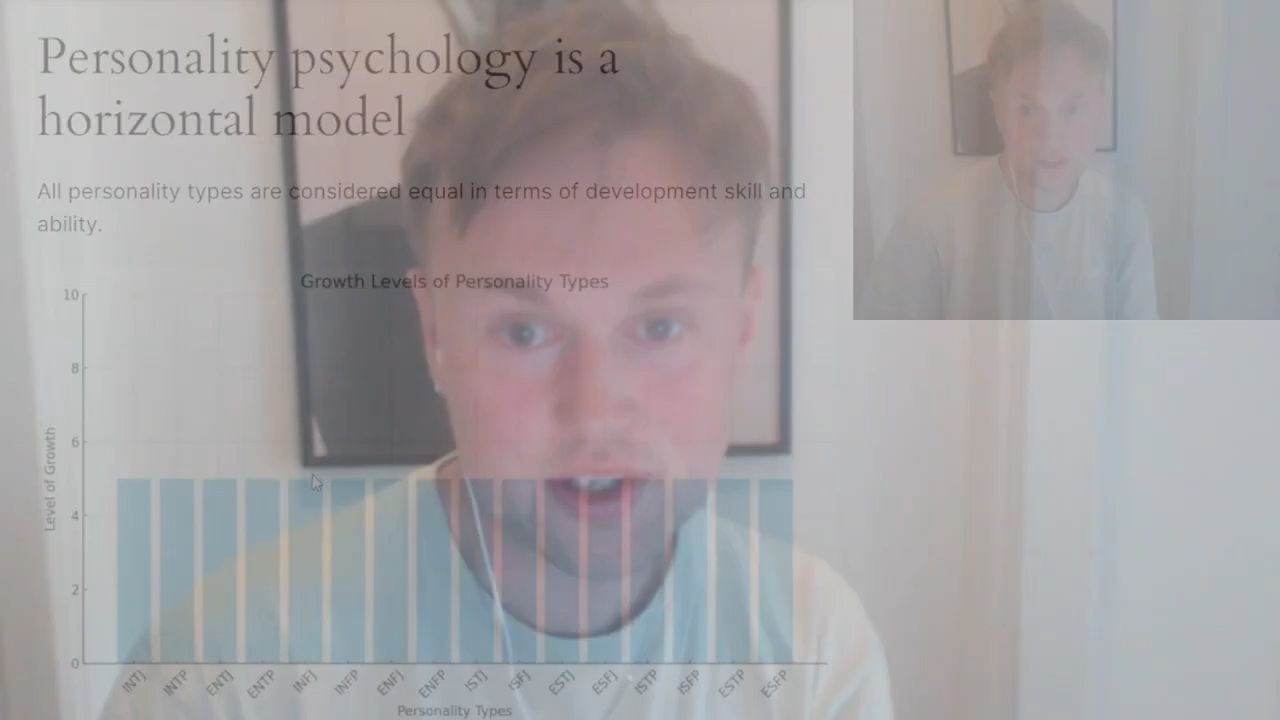 Personality psychology is a
horizontal model
All personality types are considered equal in terms of development skill and
ability.
Growth Levels of Personality Types
10
8
6
4
2
0
Level of Growth
INTJ
INTP
ENTJ
ENTP
INFJ
INFP
ENFJ
ENFP
ISTJ
ISFJ
ESTJ
ESFJ
ISTP
ISFP
ESTP
ESFP
Personality Types